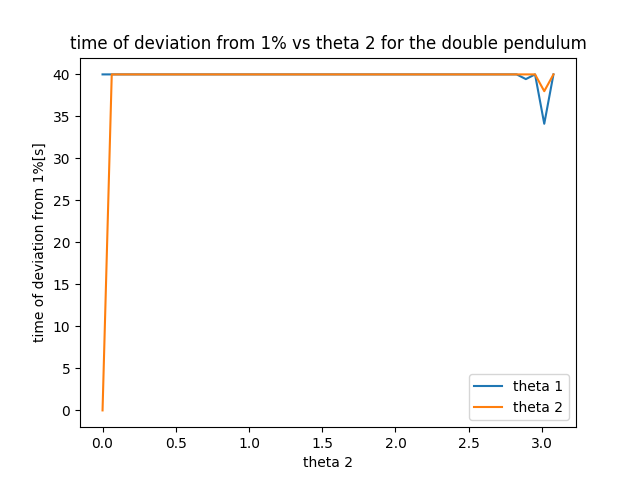 time of deviation from 1% vs theta 2 for the double pendulum
time of deviation from 1%[s]
40
35
30
25
20
15
10
5
0
0.0 0.5 1.0 1.5 2.0 2.5 3.0
theta 2
theta 1
theta 2